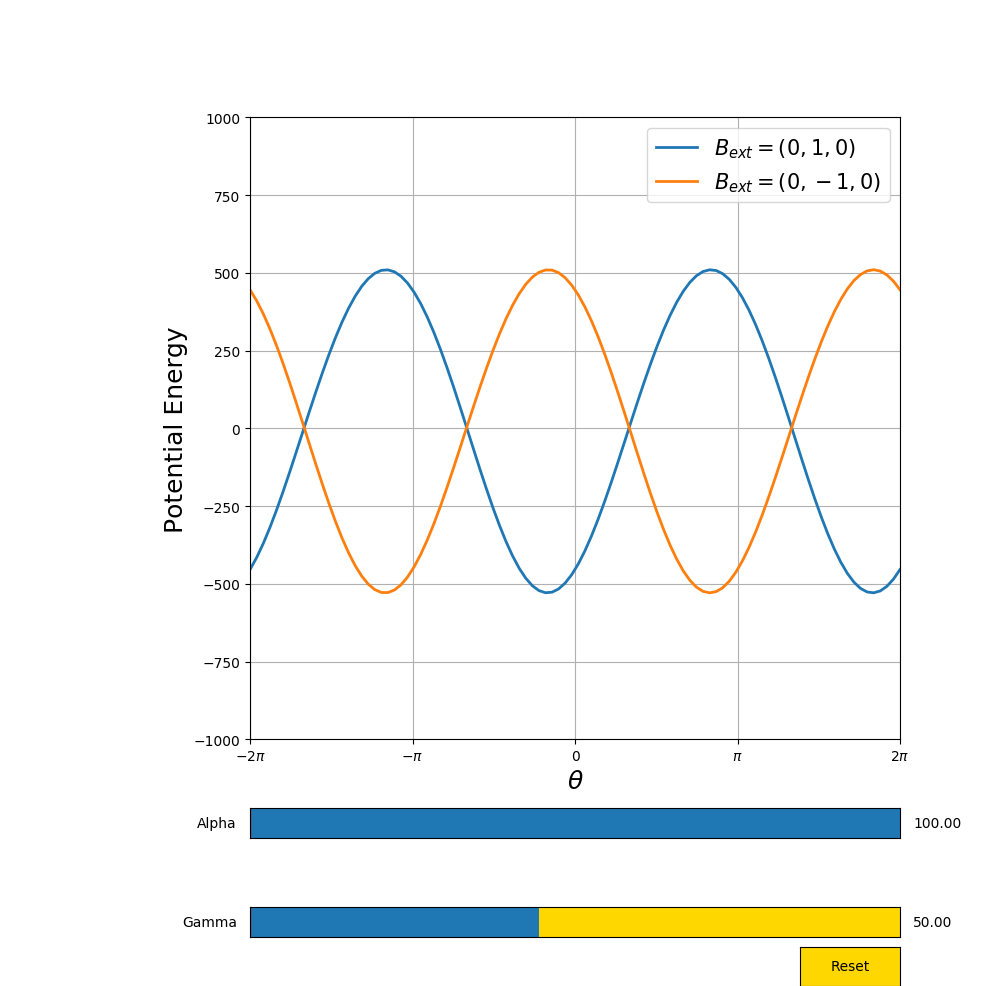 1000
B_ext = (0, 1, 0)
B_ext = (0, −1, 0)
750
500
250
0
−250
−500
−750
−1000
Potential Energy
−2π −π 0 π 2π
θ
Alpha 100.00
Gamma 50.00
Reset